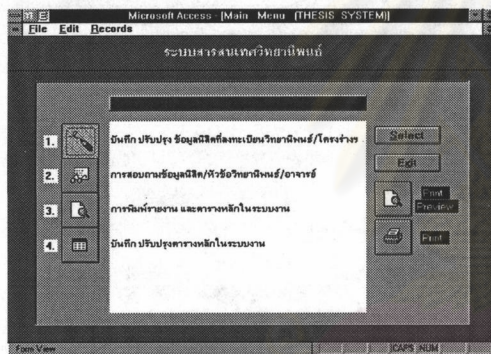 Microsoft Access - [Main Menu (THESIS SYSTEM)]
File Edit Records
ระบบสารสนเทศวิทยานิพนธ์
1. บันทึก ปรับปรุง ข้อมูลนิสิตที่ลงทะเบียนวิทยานิพนธ์/โครงร่างฯ
2. การสอบถามข้อมูลนิสิต/หัวข้อวิทยานิพนธ์/อาจารย์
3. การพิมพ์รายงาน และตารางหลักในระบบงาน
4. บันทึก ปรับปรุงตารางหลักในระบบงาน
Select
Exit
Print
Preview
Print
Form View
CAPS NUM